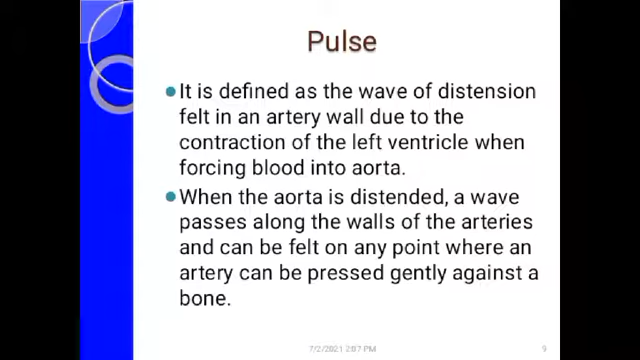 Pulse
It is defined as the wave of distension
felt in an artery wall due to the
contraction of the left ventricle when
forcing blood into aorta.
When the aorta is distended, a wave
passes along the walls of the arteries
and can be felt on any point where an
artery can be pressed gently against a
bone.
7/2/2021 2:07 PM
9